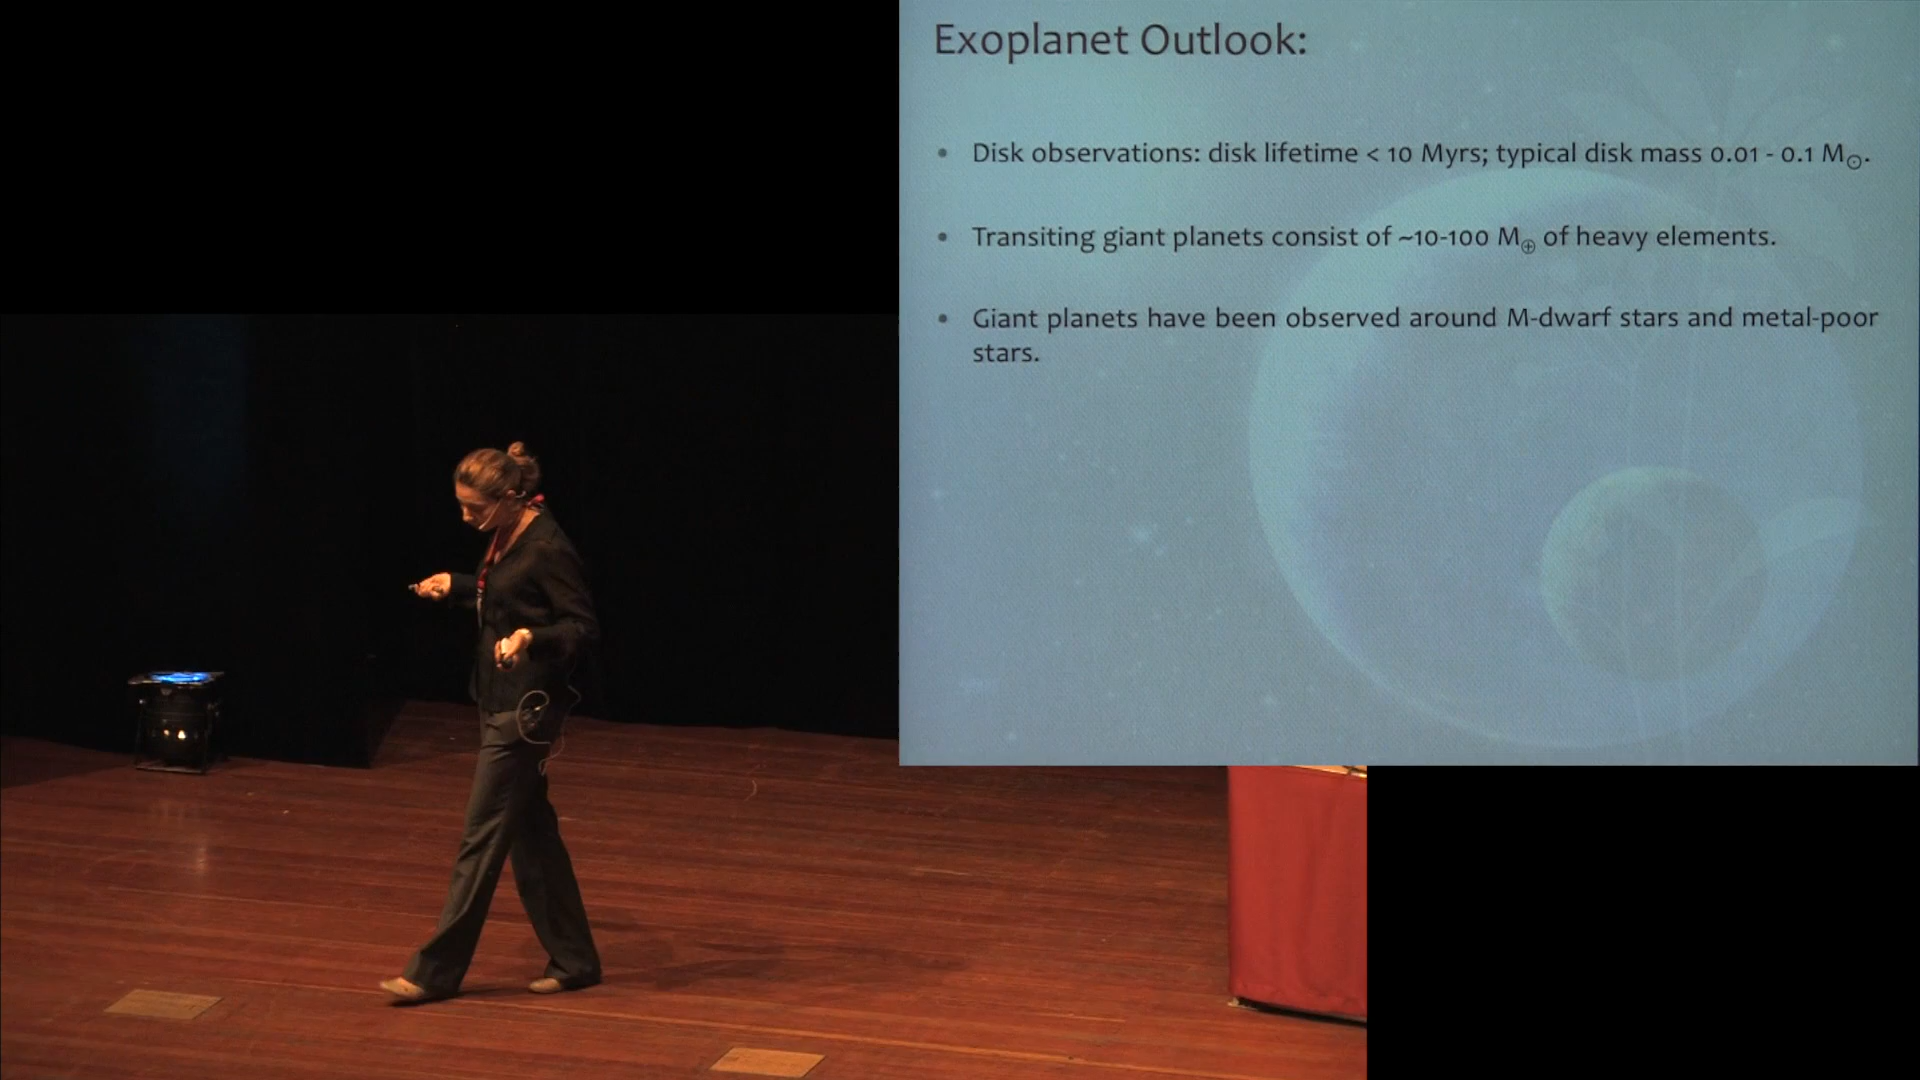 Exoplanet Outlook:
• Disk observations: disk lifetime < 10 Myrs; typical disk mass 0.01 - 0.1 M☉.
• Transiting giant planets consist of ~10-100 M⊕ of heavy elements.
• Giant planets have been observed around M-dwarf stars and metal-poor
stars.